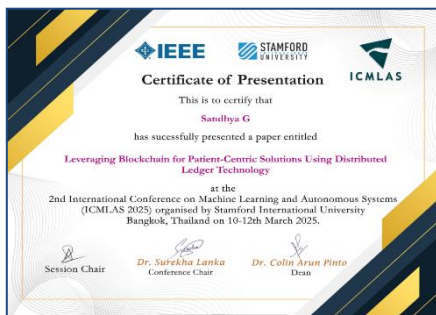 IEEE
STAMFORD
UNIVERSITY
ICMLAS
Certificate of Presentation
This is to certify that
Sandhya G
has sucessfully presented a paper entitled
Leveraging Blockchain for Patient-Centric Solutions Using Distributed
Ledger Technology
at the
2nd International Conference on Machine Learning and Autonomous Systems
(ICMLAS 2025) organised by Stamford International University
Bangkok, Thailand on 10-12th March 2025.
Session Chair
Dr. Surekha Lanka
Conference Chair
Dr. Colin Arun Pinto
Dean